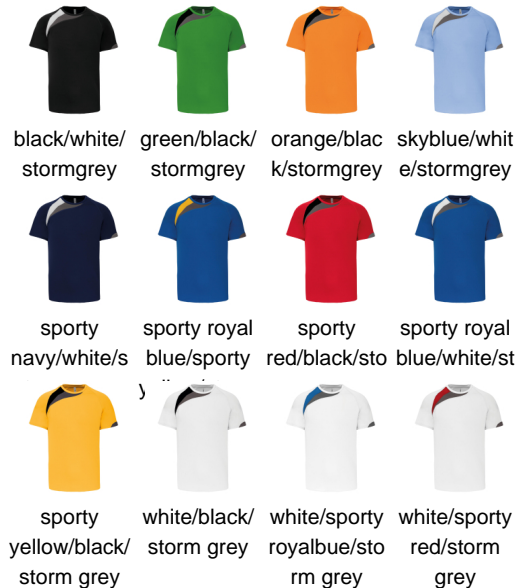 black/white/ green/black/ orange/blac skyblue/whit
stormgrey stormgrey k/stormgrey e/stormgrey
sporty sporty royal sporty sporty royal
navy/white/s blue/sporty red/black/sto blue/white/st
sporty white/black/ white/sporty white/sporty
yellow/black/ storm grey royalbue/sto red/storm
storm grey rm grey grey